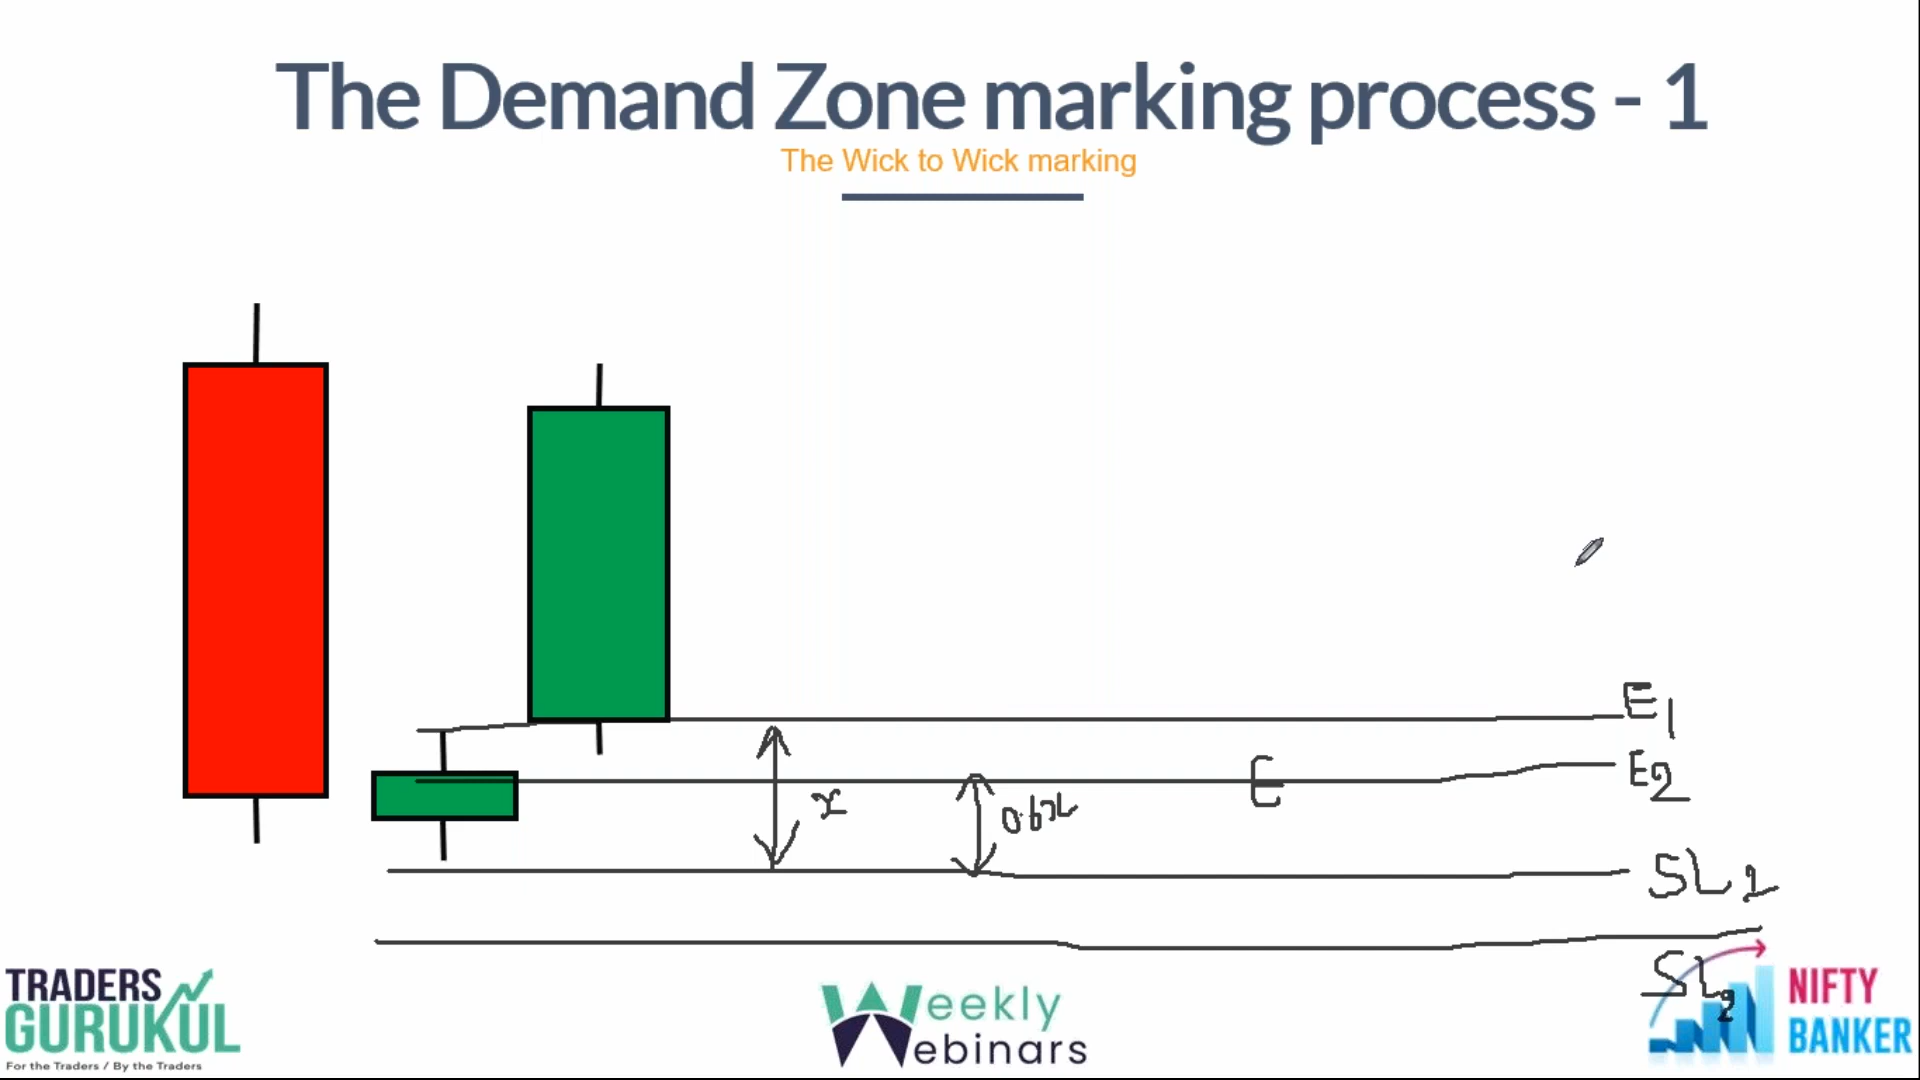 The Demand Zone marking process - 1
The Wick to Wick marking
E1
E2
E
x
0.6x
SL2
SL2
TRADERS
GURUKUL
For the Traders / By the Traders
Weekly
Webinars
NIFTY
BANKER